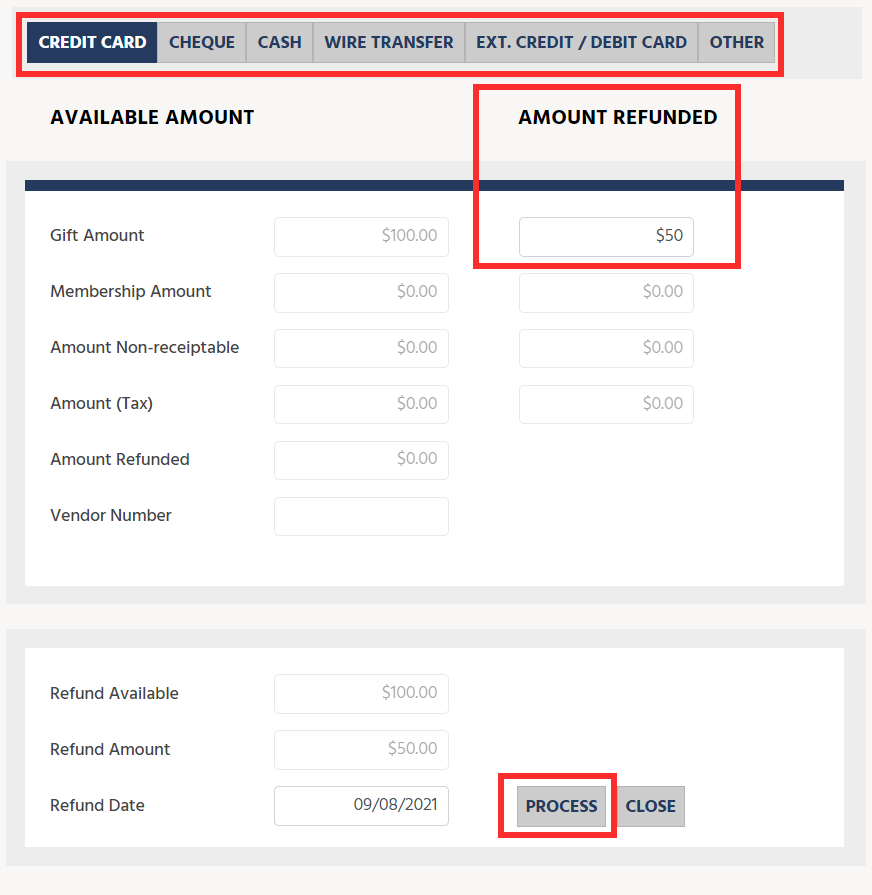 CREDIT CARD CHEQUE CASH WIRE TRANSFER EXT. CREDIT / DEBIT CARD OTHER
AVAILABLE AMOUNT AMOUNT REFUNDED
Gift Amount $100.00 $50
Membership Amount $0.00 $0.00
Amount Non-receiptable $0.00 $0.00
Amount (Tax) $0.00 $0.00
Amount Refunded $0.00
Vendor Number
Refund Available $100.00
Refund Amount $50.00
Refund Date 09/08/2021 PROCESS CLOSE